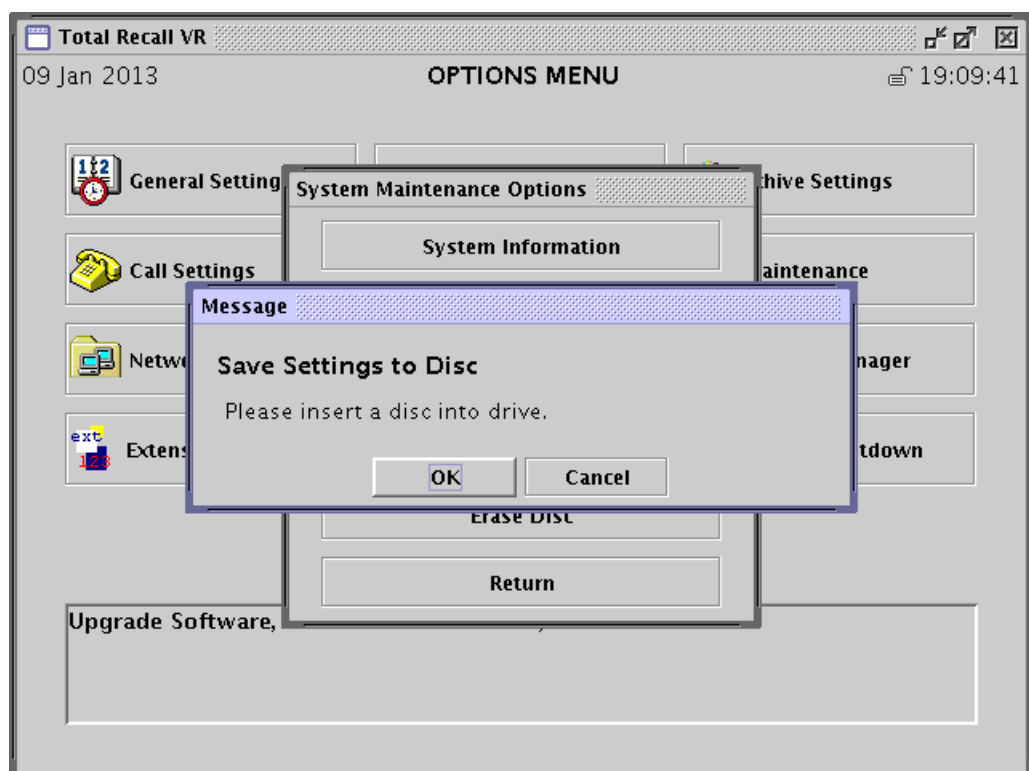 Total Recall VR
09 Jan 2013 OPTIONS MENU 19:09:41
General Setting
System Maintenance Options
hive Settings
System Information
Call Settings
aintenance
Message
Save Settings to Disc
Please insert a disc into drive.
Netw
nager
ext
123
Extens
tdown
OK Cancel
Erase Disc
Return
Upgrade Software,